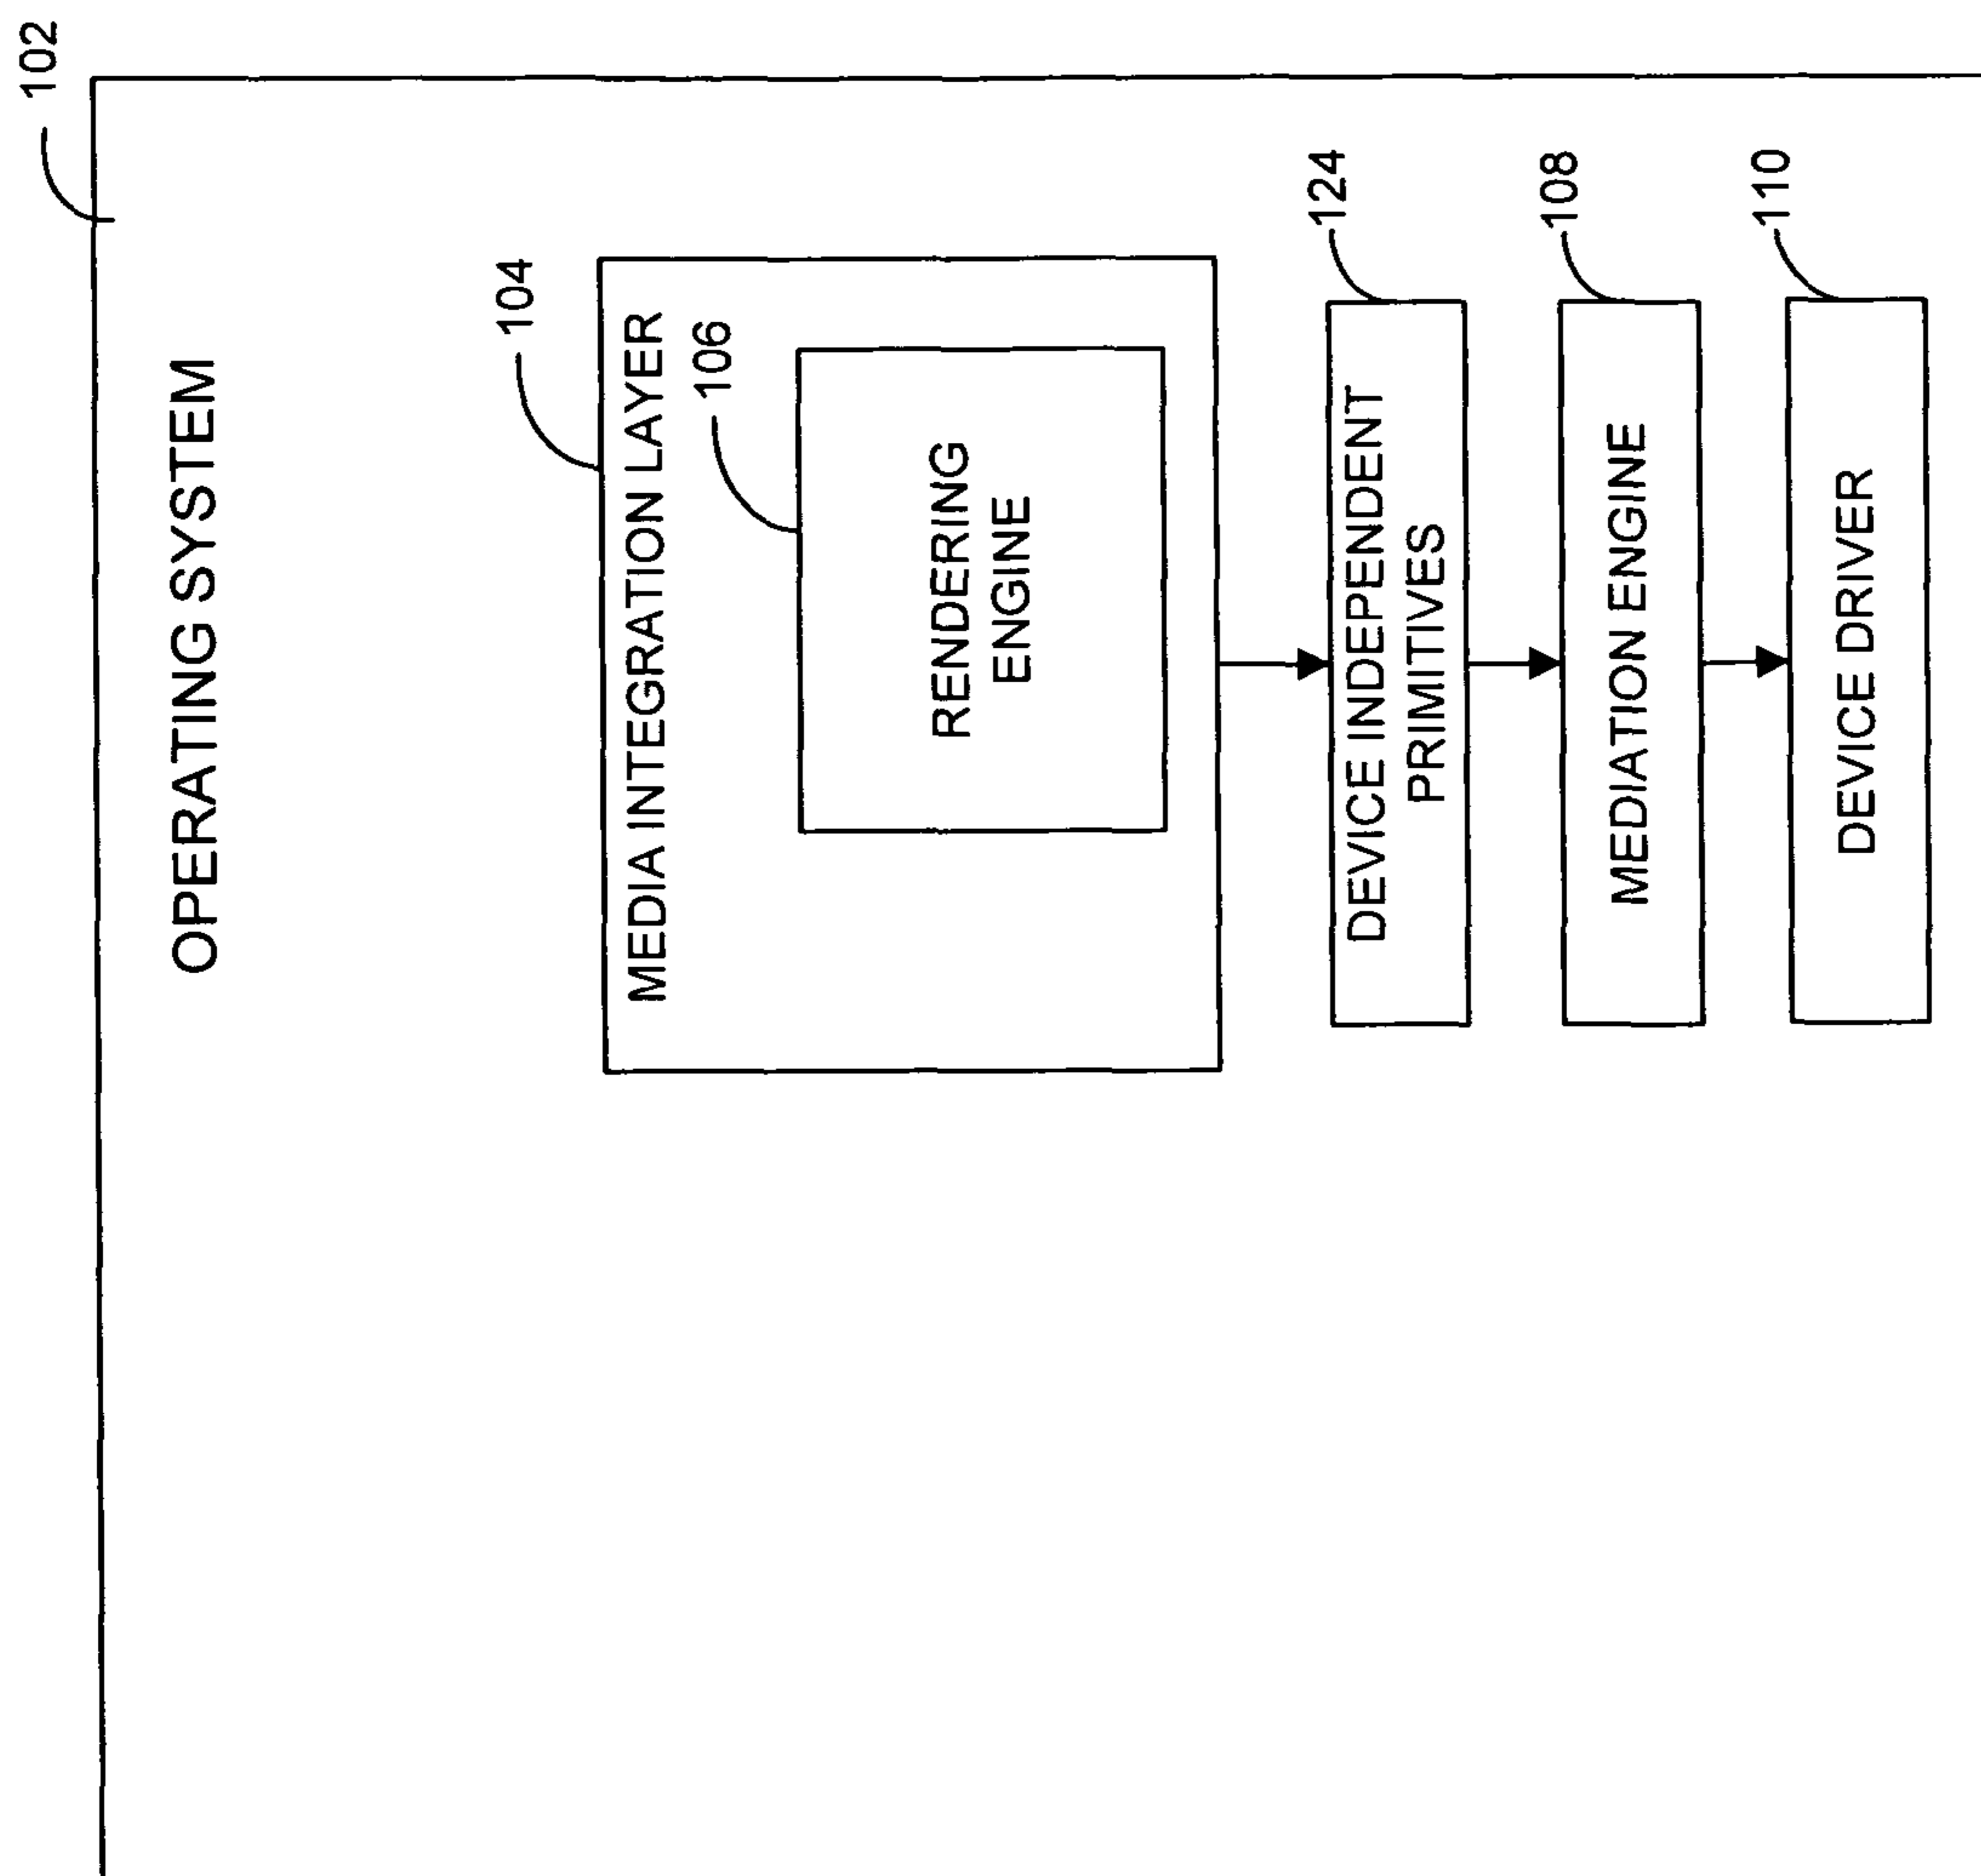 102
OPERATING SYSTEM
104
MEDIA INTEGRATION LAYER
106
RENDERING
ENGINE
124
DEVICE INDEPENDENT
PRIMITIVES
108
MEDIATION ENGINE
110
DEVICE DRIVER